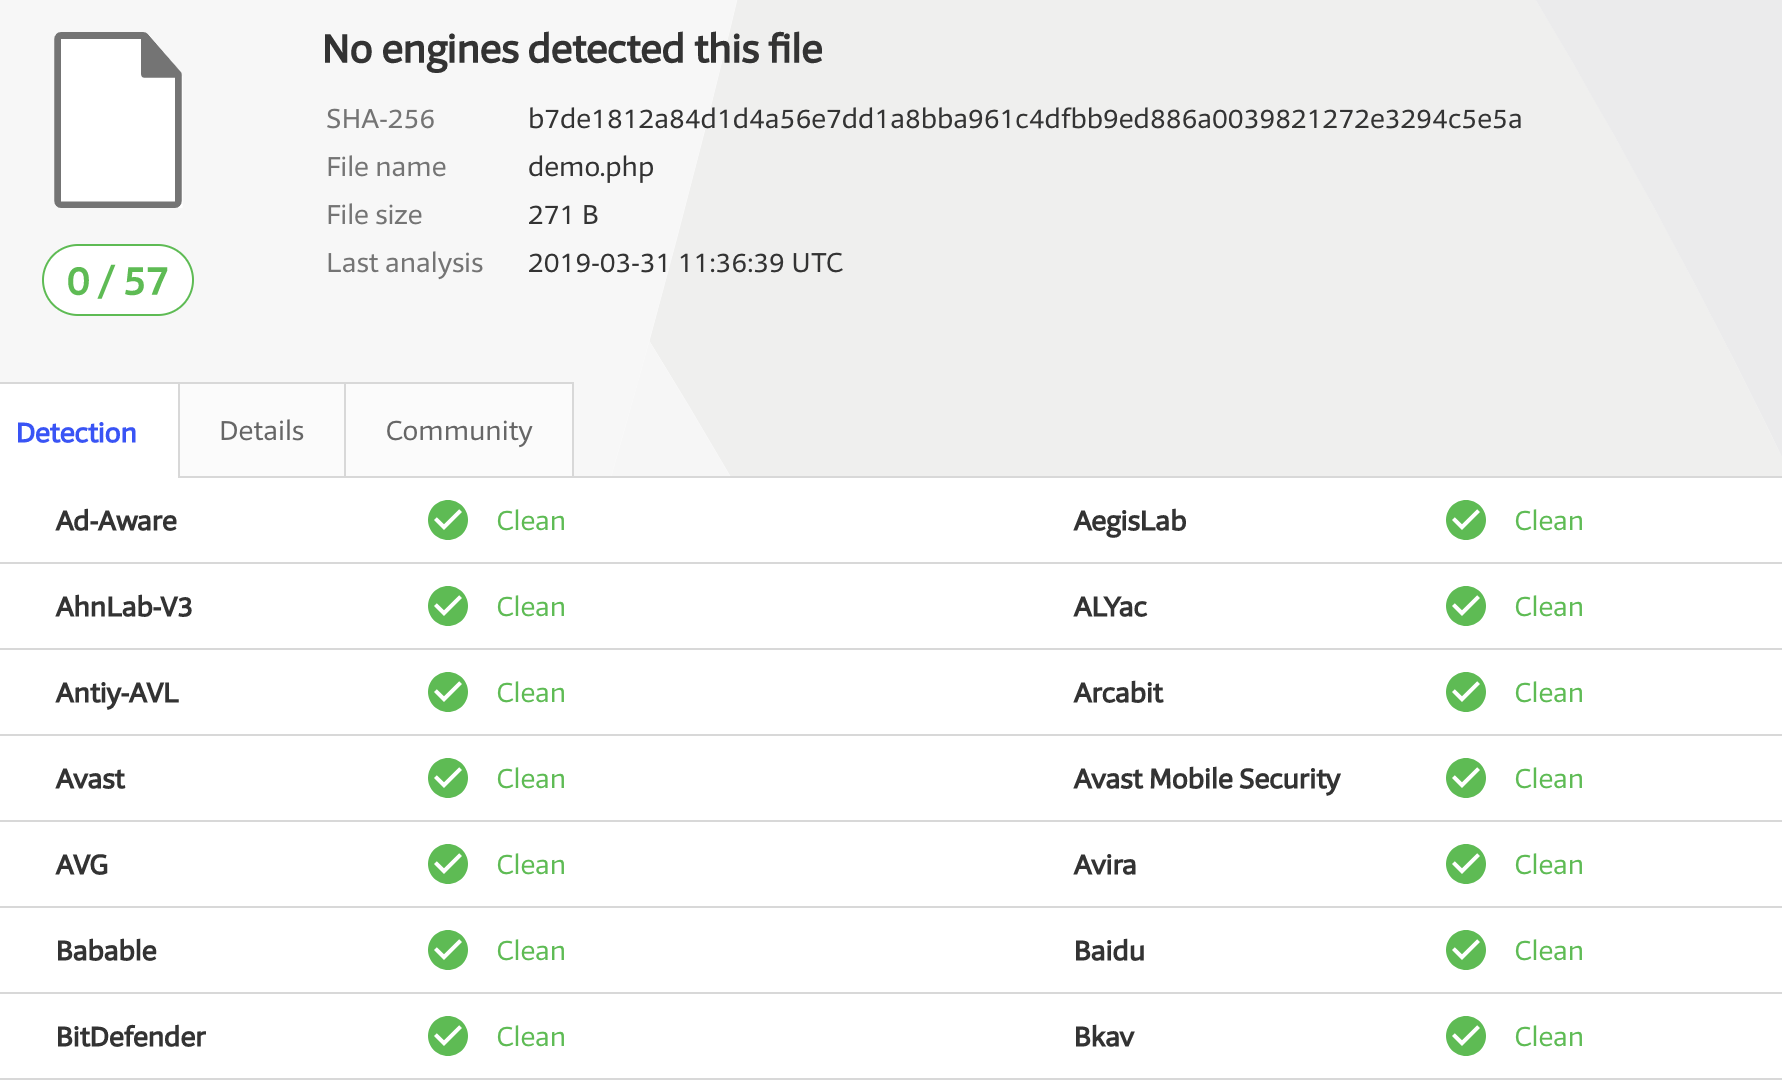 No engines detected this file
SHA-256 b7de1812a84d1d4a56e7dd1a8bba961c4dfbb9ed886a0039821272e3294c5e5a
File name demo.php
File size 271 B
Last analysis 2019-03-31 11:36:39 UTC
0 / 57
Detection Details Community
Ad-Aware Clean AegisLab Clean
AhnLab-V3 Clean ALYac Clean
Antiy-AVL Clean Arcabit Clean
Avast Clean Avast Mobile Security Clean
AVG Clean Avira Clean
Babable Clean Baidu Clean
BitDefender Clean Bkav Clean